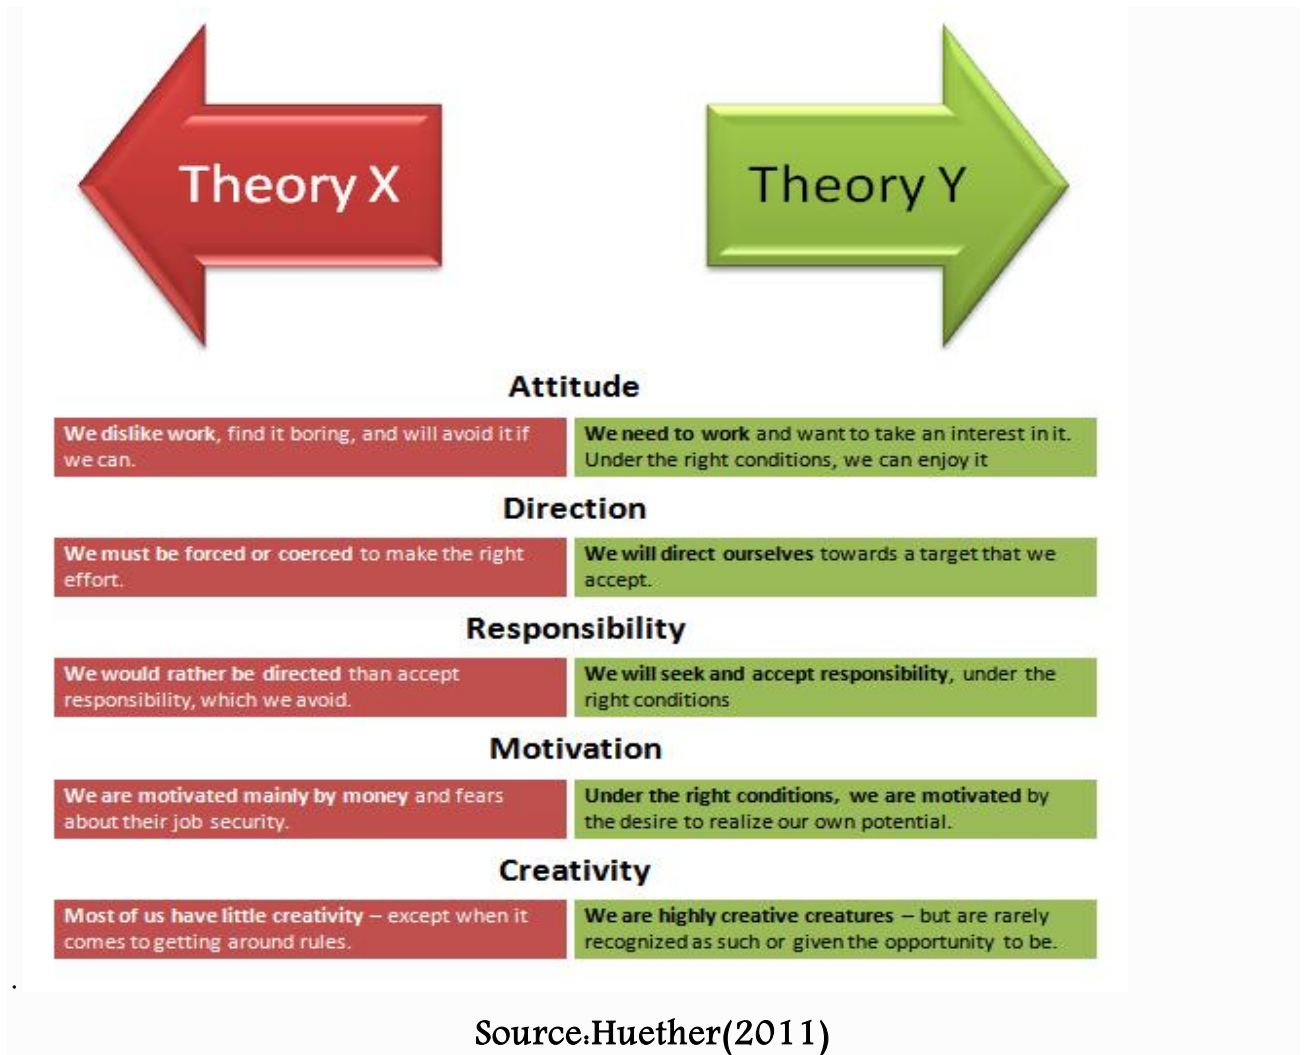 Theory X
Theory Y
Attitude
We dislike work, find it boring, and will avoid it if
we can.
We need to work and want to take an interest in it.
Under the right conditions, we can enjoy it
Direction
We must be forced or coerced to make the right
effort.
We will direct ourselves towards a target that we
accept.
Responsibility
We would rather be directed than accept
responsibility, which we avoid.
We will seek and accept responsibility, under the
right conditions
Motivation
We are motivated mainly by money and fears
about their job security.
Under the right conditions, we are motivated by
the desire to realize our own potential.
Creativity
Most of us have little creativity – except when it
comes to getting around rules.
We are highly creative creatures – but are rarely
recognized as such or given the opportunity to be.
.
Source:Huether(2011)